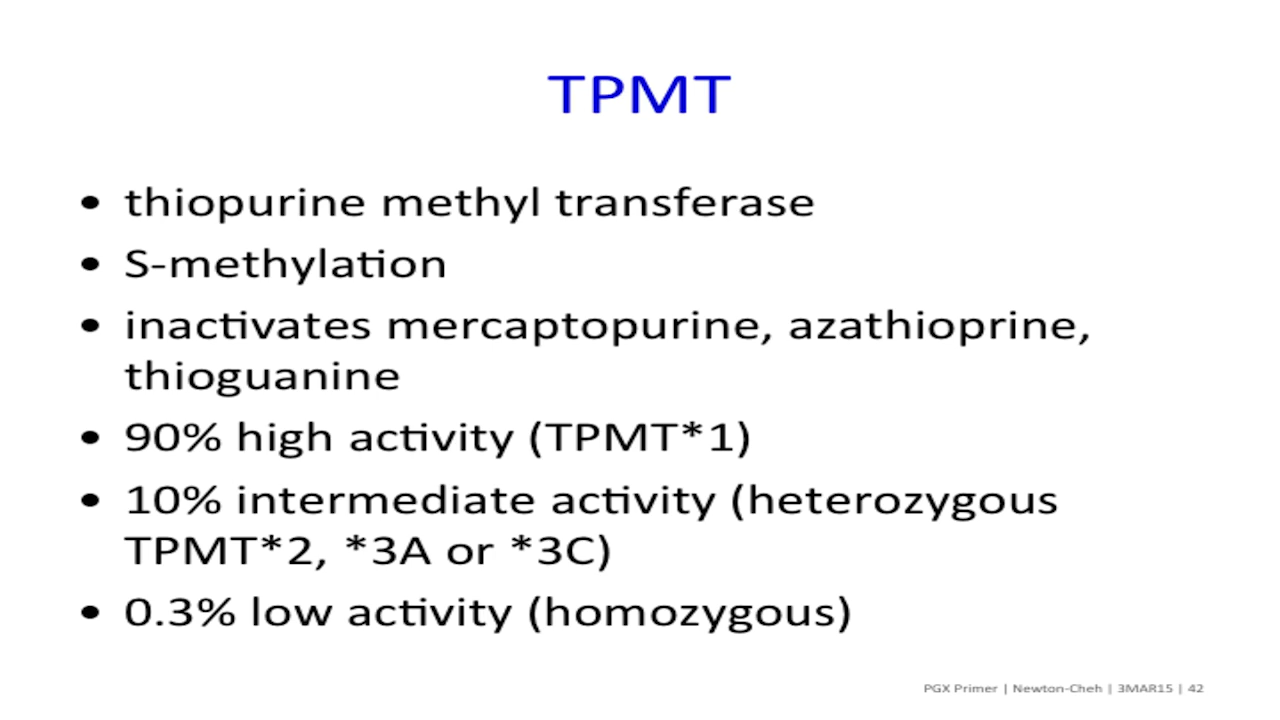 TPMT
• thiopurine methyl transferase
• S-methylation
• inactivates mercaptopurine, azathioprine,
thioguanine
• 90% high activity (TPMT*1)
• 10% intermediate activity (heterozygous
TPMT*2, *3A or *3C)
• 0.3% low activity (homozygous)
PGX Primer | Newton-Cheh | 3MAR15 | 42